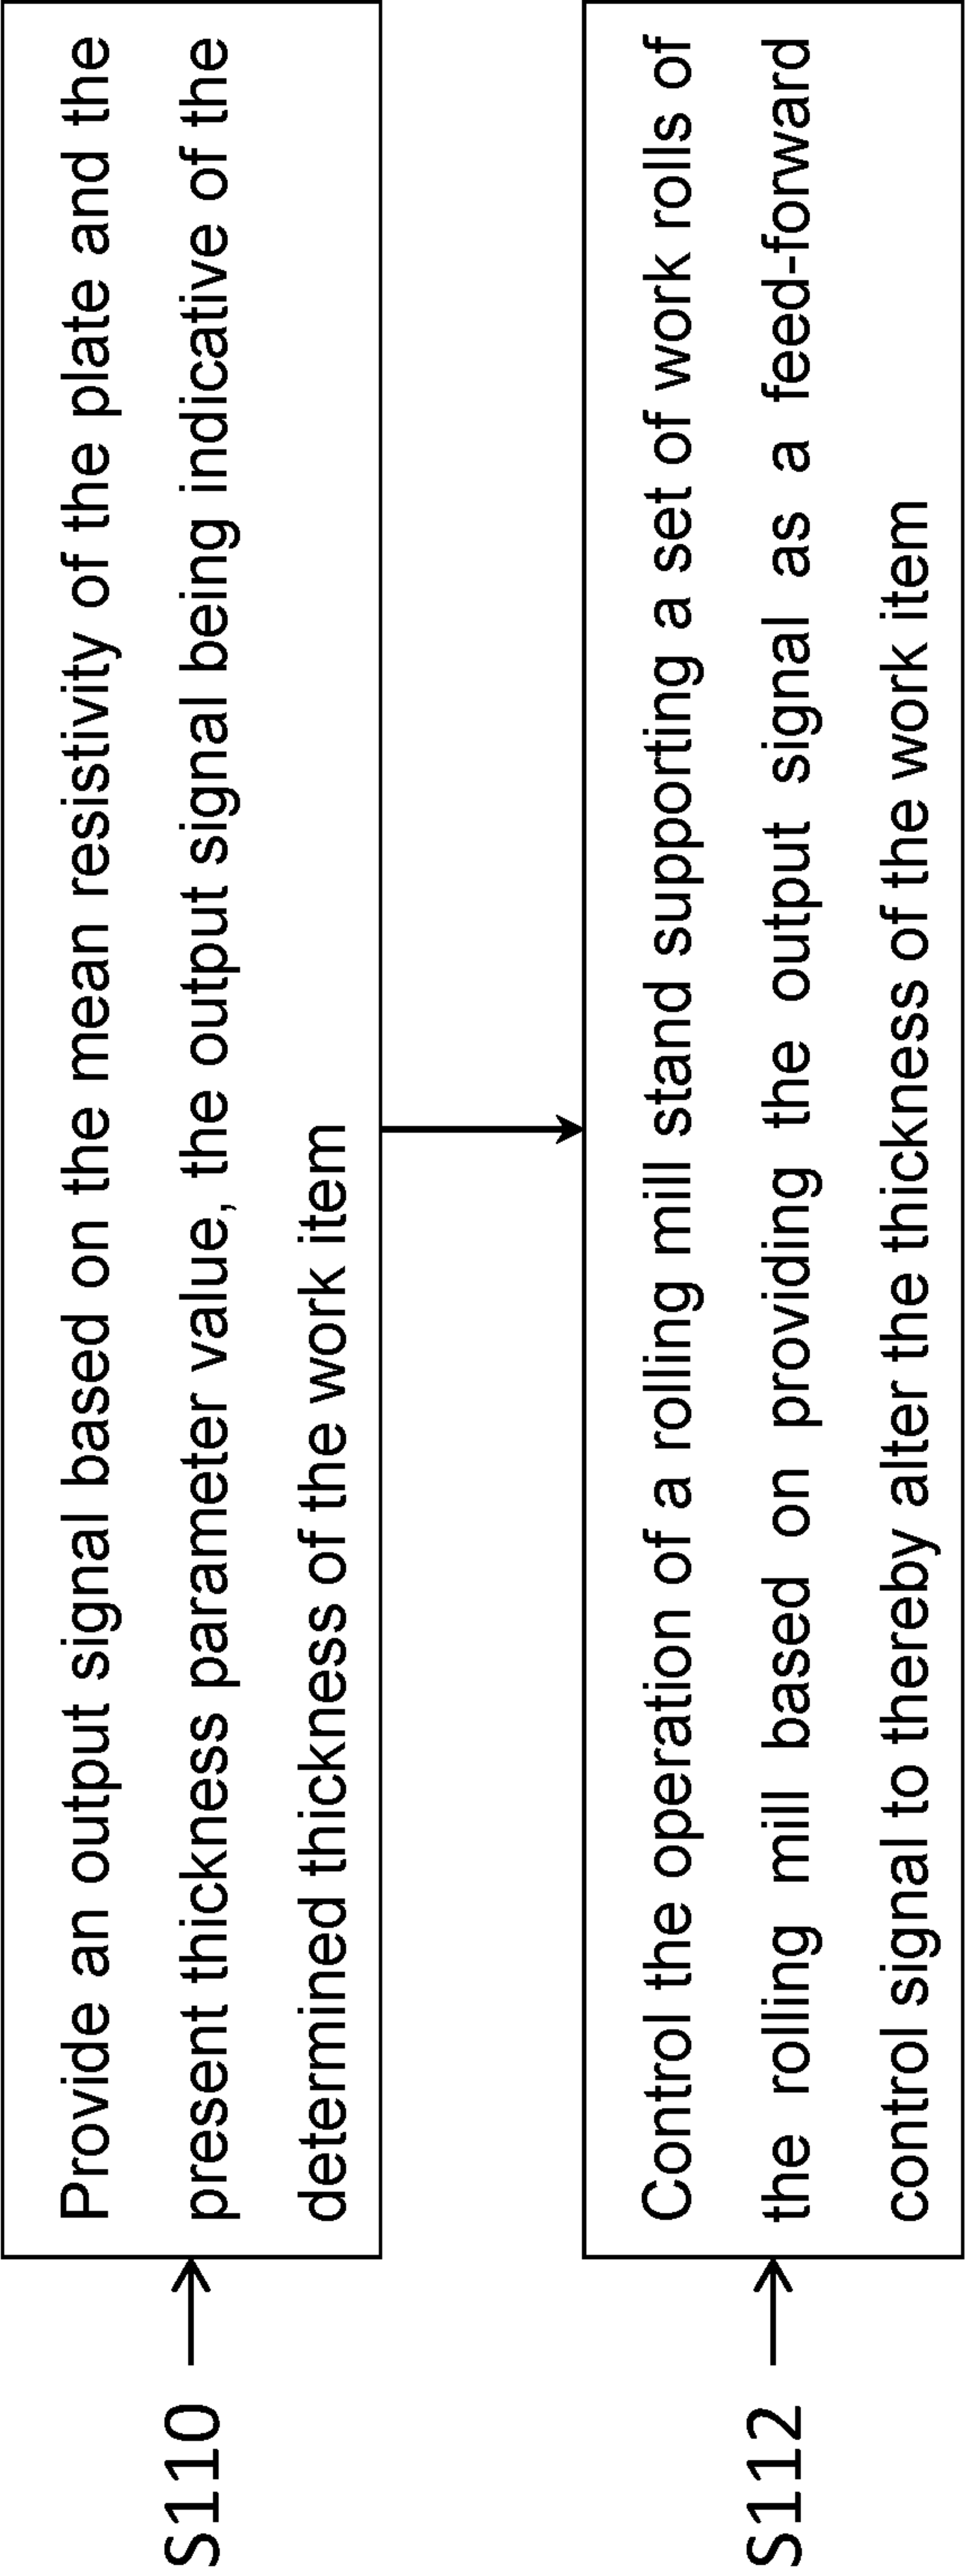 S110
Provide an output signal based on the mean resistivity of the plate and the
present thickness parameter value, the output signal being indicative of the
determined thickness of the work item
S112
Control the operation of a rolling mill stand supporting a set of work rolls of
the rolling mill based on providing the output signal as a feed-forward
control signal to thereby alter the thickness of the work item